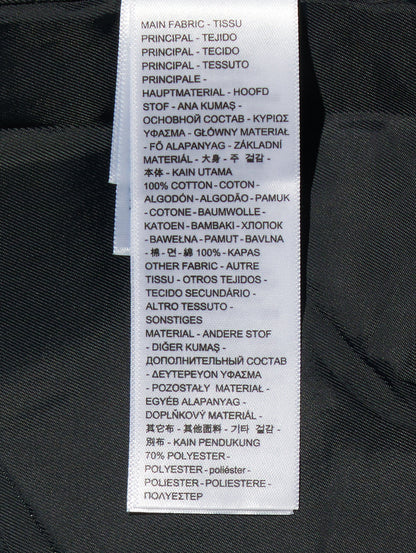 MAIN FABRIC - TISSU
PRINCIPAL - TEJIDO
PRINCIPAL - TECIDO
PRINCIPAL - TESSUTO
PRINCIPALE -
HAUPTMATERIAL - HOOFD
STOF - ANA KUMAŞ -
ОСНОВНОЙ СОСТАВ - ΚΥΡΙΩΣ
ΥΦΑΣΜΑ - GŁÓWNY MATERIAŁ
- FŐ ALAPANYAG - ZÁKLADNÍ
MATERIÁL - 大身 - 주 겉감 -
本体 - KAIN UTAMA
100% COTTON - COTON -
ALGODÓN - ALGODÃO - PAMUK
- COTONE - BAUMWOLLE -
KATOEN - BAMBAKI - ХЛОПОК
- BAWEŁNA - PAMUT - BAVLNA
- 棉 - 면 - 綿 100% - KAPAS
OTHER FABRIC - AUTRE
TISSU - OTROS TEJIDOS -
TECIDO SECUNDÁRIO -
ALTRO TESSUTO -
SONSTIGES
MATERIAL - ANDERE STOF
- DIĞER KUMAŞ -
ДОПОЛНИТЕЛЬНЫЙ СОСТАВ
- ΔΕΥΤΕΡΕΥΟΝ ΥΦΑΣΜΑ
- POZOSTAŁY MATERIAŁ -
EGYÉB ALAPANYAG -
DOPLŇKOVÝ MATERIÁL -
其它布 - 其他面料 - 기타 겉감 -
別布 - KAIN PENDUKUNG
70% POLYESTER -
POLYESTER - poliéster -
POLIESTER - POLIESTERE -
ПОЛУЕСТЕР